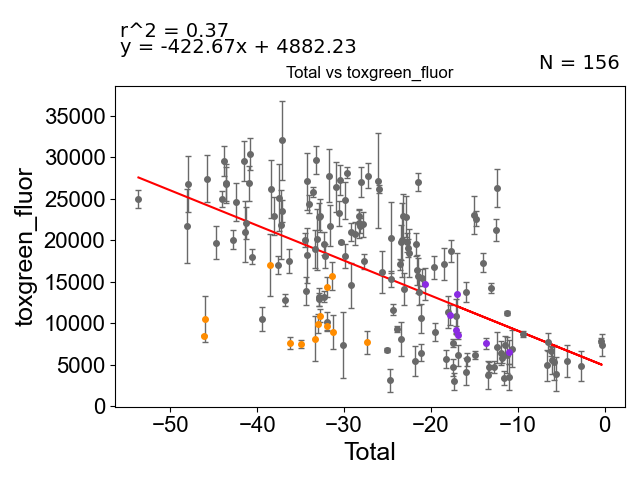 r^2 = 0.37
y = -422.67x + 4882.23
N = 156
Total vs toxgreen_fluor
35000
30000
25000
20000
15000
10000
5000
0
toxgreen_fluor
−50
−40
−30
−20
−10
0
Total